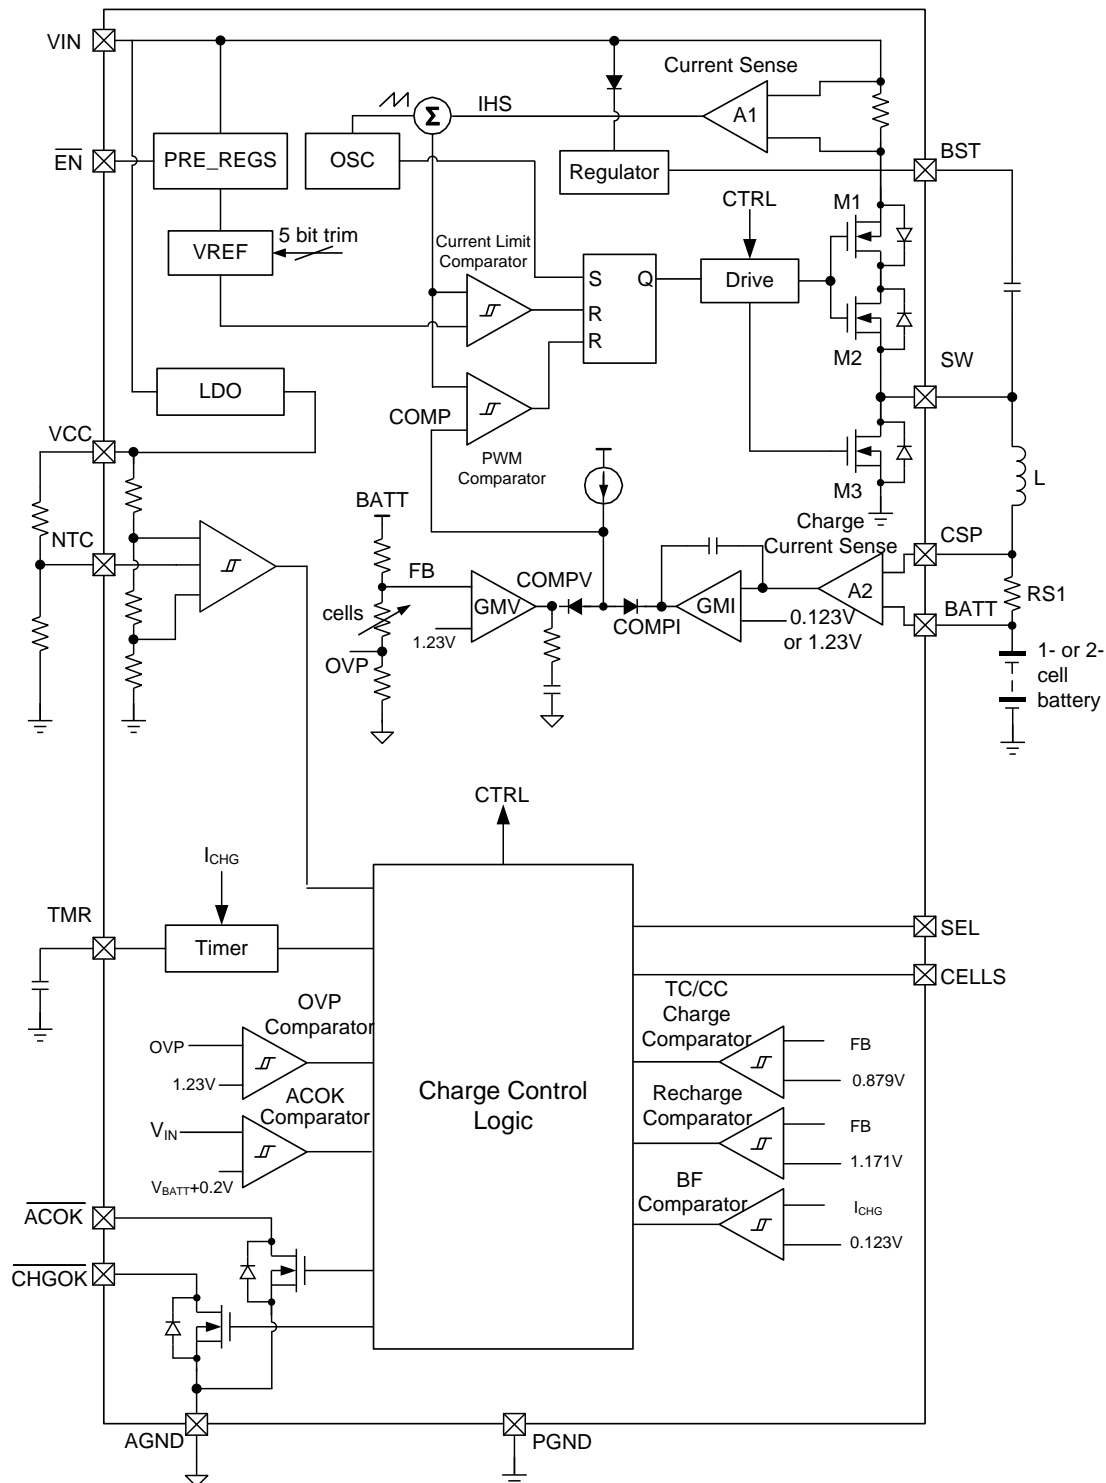 VIN
Current Sense
Σ
IHS
A1
EN
PRE_REGS
OSC
Regulator
BST
CTRL
M1
5 bit trim
VREF
Current Limit
Comparator
S
Q
Drive
R
R
M2
SW
LDO
COMP
VCC
PWM
Comparator
M3
L
BATT
Charge
Current Sense
CSP
NTC
FB
COMPV
A2
RS1
cells
GMV
GMI
BATT
0.123V
or 1.23V
1.23V
COMPI
OVP
1- or 2-
cell
battery
CTRL
ICHG
TMR
Timer
SEL
CELLS
OVP
Comparator
TC/CC
Charge
Comparator
OVP
FB
1.23V
0.879V
ACOK
Comparator
Charge Control
Logic
Recharge
Comparator
VIN
FB
VBATT+0.2V
1.171V
BF
Comparator
ACOK
ICHG
0.123V
CHGOK
AGND
PGND